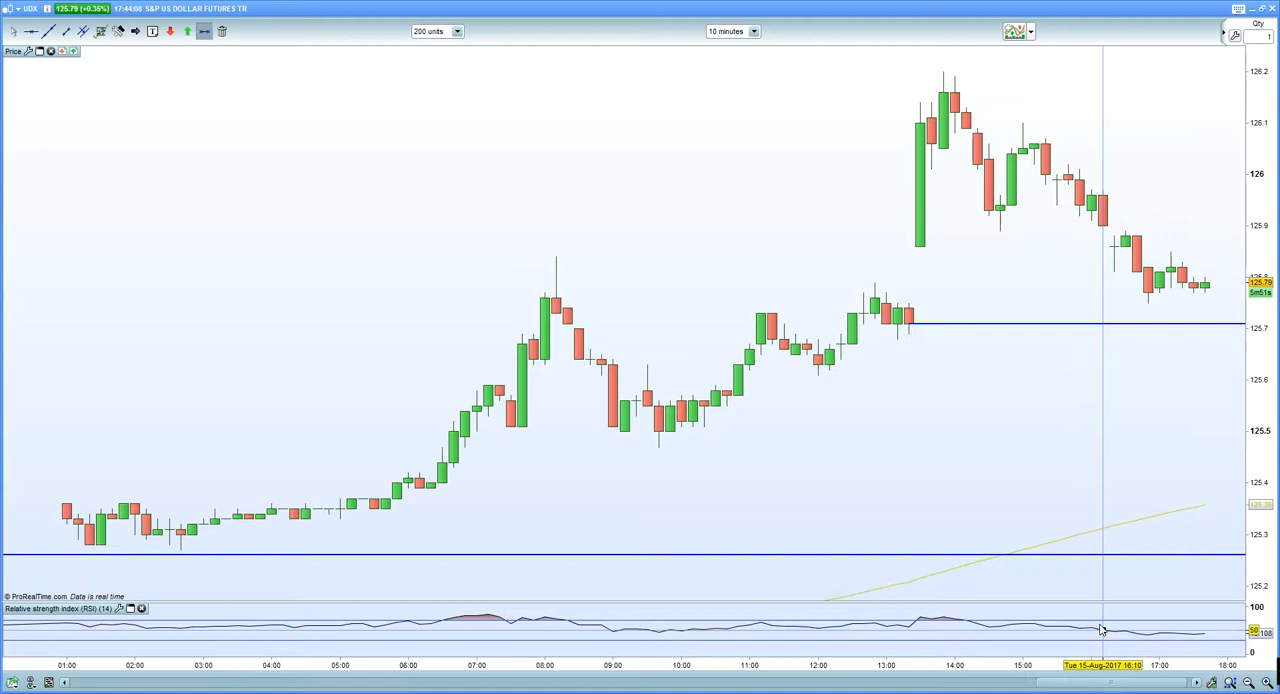 UDX 125.79 (+0.35%) 17:44:08 S&P US DOLLAR FUTURES TR
200 units
10 minutes
Qty
1
Price
126.2
126.1
126
125.9
125.79
5m51s
125.7
125.6
125.5
125.4
125.3
125.2
© ProRealTime.com Data is real time
Relative strength index (RSI) (14)
100
50
0
01:00 02:00 03:00 04:00 05:00 06:00 07:00 08:00 09:00 10:00 11:00 12:00 13:00 14:00 15:00 Tue 15-Aug-2017 16:10 17:00 18:00